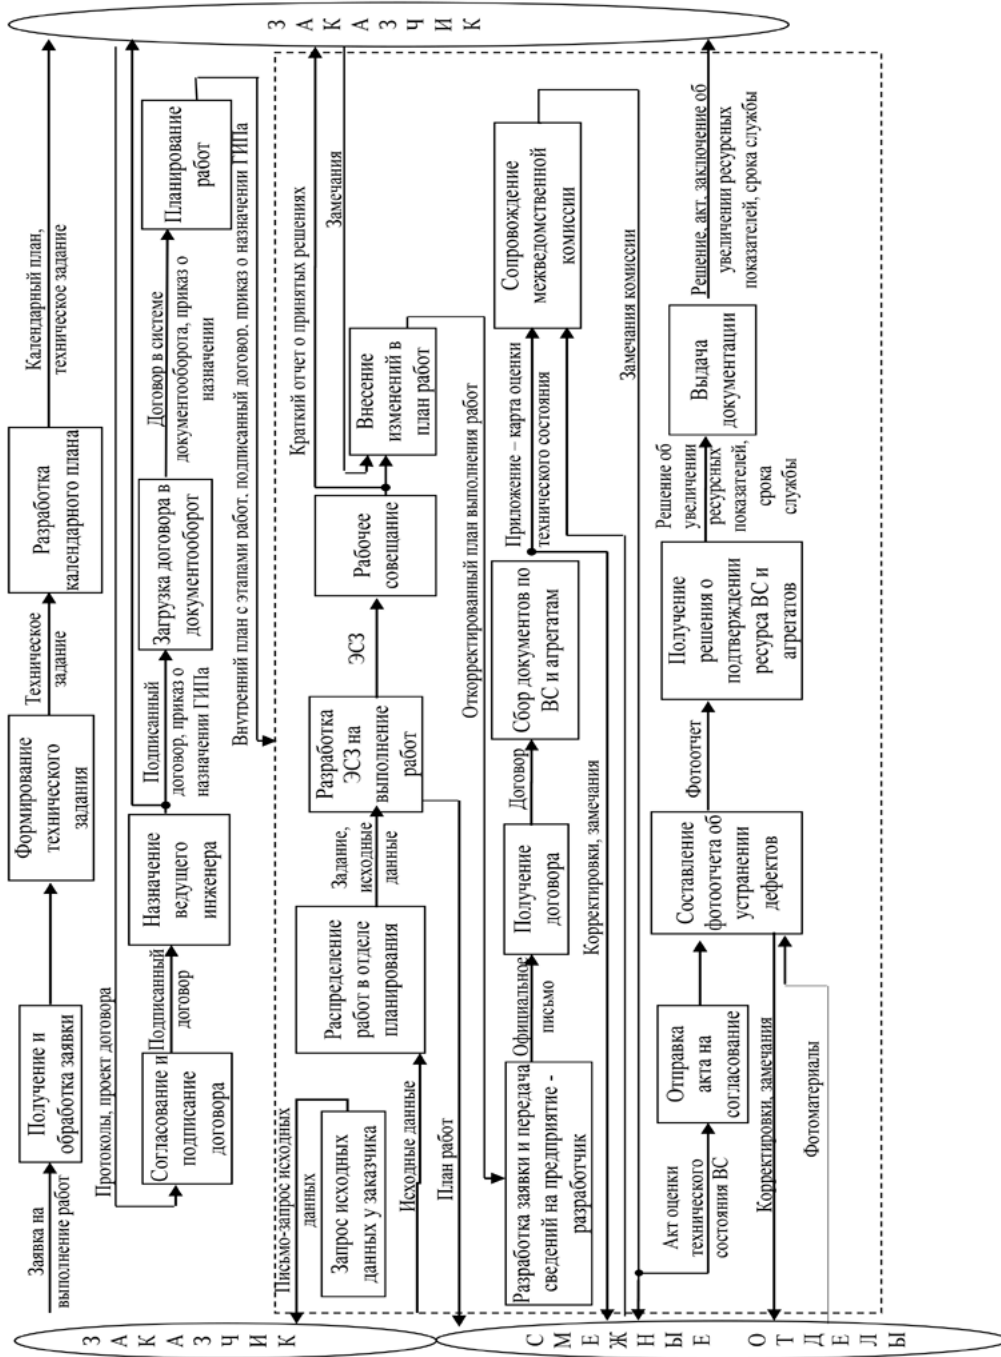 З А К А З Ч И К
Заявка на
выполнение работ
Получение и
обработка заявки
Формирование
технического
задания
Техническое
задание
Разработка
календарного плана
Календарный план,
техническое задание
З А К А З Ч И К
Протоколы, проект договора
Согласование и
подписание
договора
Подписанный
договор
Назначение
ведущего
инженера
Подписанный
договор, приказ о
назначении ГИПа
Загрузка договора в
документооборот
Договор в системе
документооборота, приказ о
назначении
Планирование
работ
Внутренний план с этапами работ, подписанный договор, приказ о назначении ГИПа
Письмо-запрос исходных
данных
Запрос исходных
данных у заказчика
Исходные данные
Распределение
работ в отделе
планирования
Задание,
исходные
данные
Разработка
ЭСЗ на
выполнение
работ
ЭСЗ
Рабочее
совещание
Краткий отчет о принятых решениях
Замечания
Внесение
изменений в
план работ
План работ
Откорректированный план выполнения работ
С М Е Ж Н Ы Е О Т Д Е Л Ы
Разработка заявки и передача
сведений на предприятие -
разработчик
Официальное
письмо
Получение
договора
Договор
Сбор документов по
ВС и агрегатам
Приложение – карта оценки
технического состояния
Сопровождение
межведомственной
комиссии
Корректировки, замечания
Замечания комиссии
Акт оценки
технического
состояния ВС
Отправка
акта на
согласование
Составление
фотоотчета об
устранении
дефектов
Фотоотчет
Получение
решения о
подтверждении
ресурса ВС и
агрегатов
Решение об
увеличении
ресурсных
показателей,
срока
службы
Выдача
документации
Решение, акт, заключение об
увеличении ресурсных
показателей, срока службы
Корректировки, замечания
Фотоматериалы